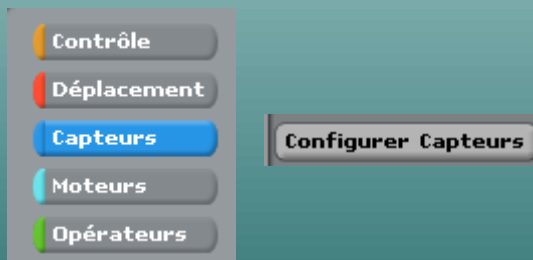 Contrôle
Déplacement
Capteurs
Moteurs
Opérateurs
Configurer Capteurs